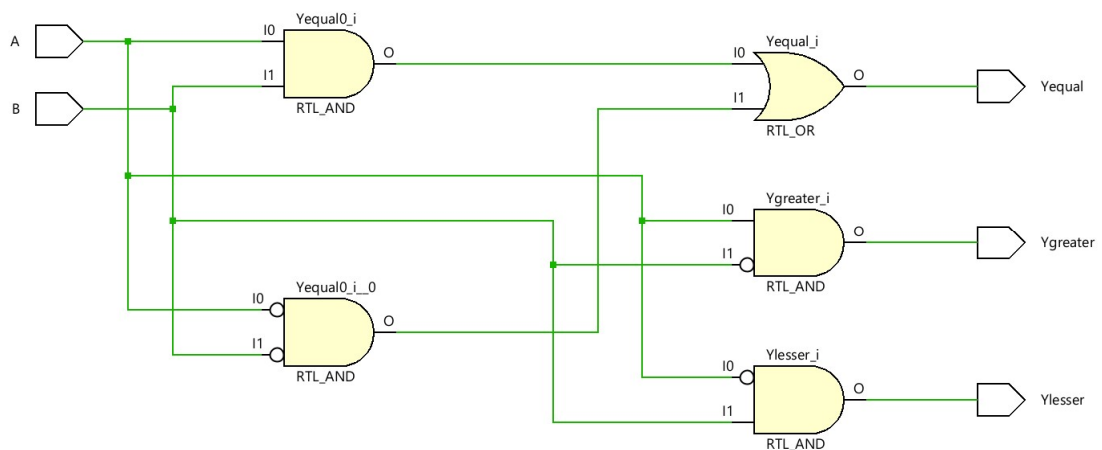 Yequal0_i
A
I0
O
I1
RTL_AND
B
Yequal_i
I0
O
Yequal
I1
RTL_OR
Ygreater_i
I0
O
Ygreater
I1
RTL_AND
Yequal0_i__0
I0
O
I1
RTL_AND
Ylesser_i
I0
O
Ylesser
I1
RTL_AND